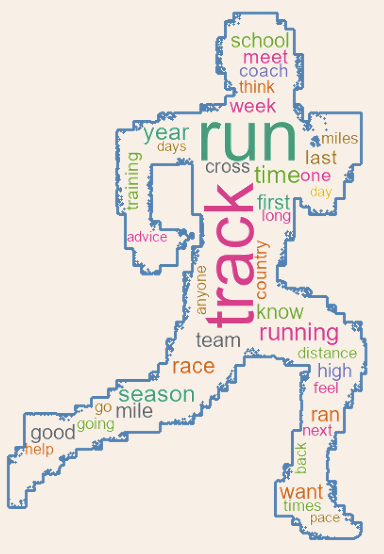 school
meet
coach
think
week
year
run
miles
days
cross
last
training
time
one
day
first
long
track
advice
country
anyone
know
running
team
distance
race
high
feel
season
go
mile
ran
going
good
next
help
back
want
times
pace